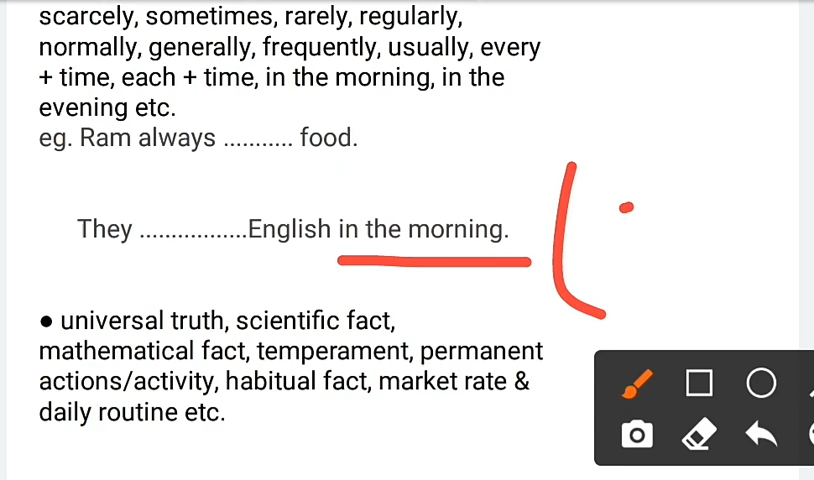 scarcely, sometimes, rarely, regularly,
normally, generally, frequently, usually, every
+ time, each + time, in the morning, in the
evening etc.
eg. Ram always ........... food.
They .................English in the morning.
● universal truth, scientific fact,
mathematical fact, temperament, permanent
actions/activity, habitual fact, market rate &
daily routine etc.